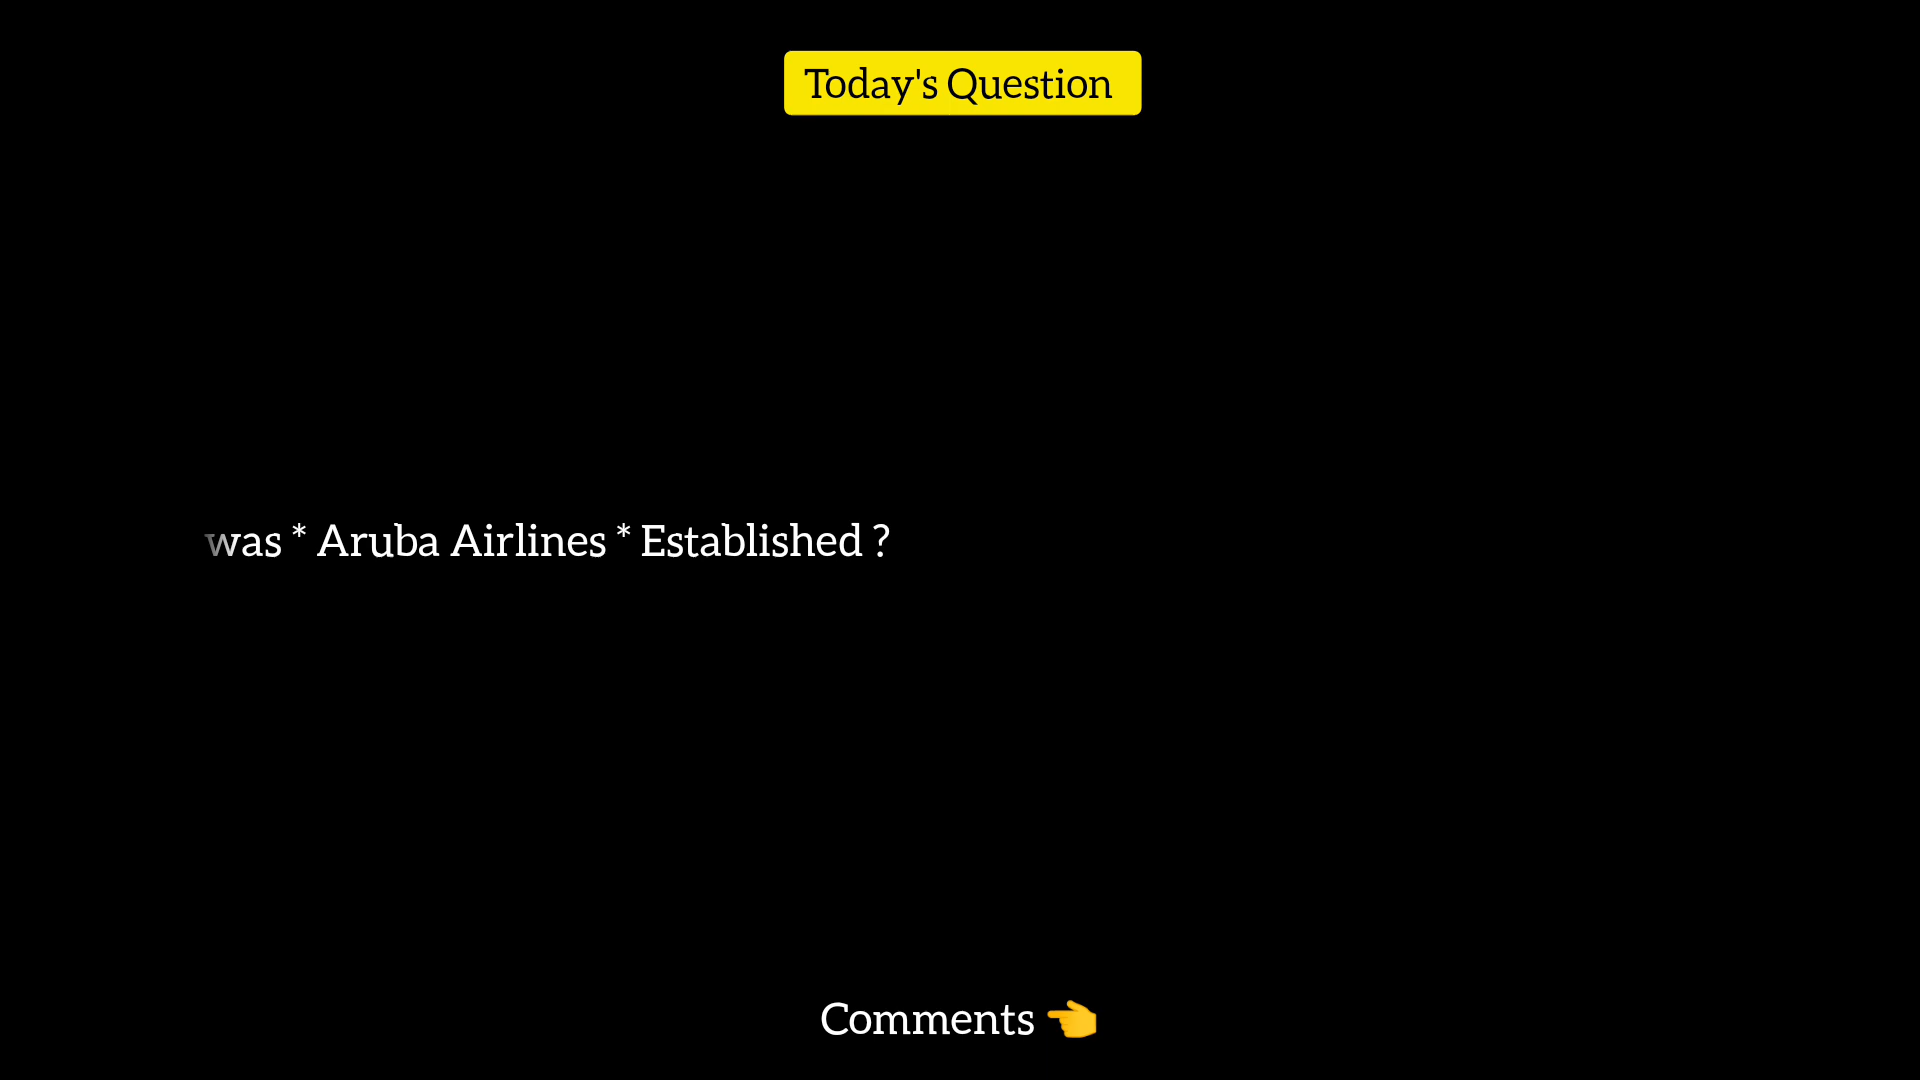 Today's Question
was * Aruba Airlines * Established ?
Comments 👈